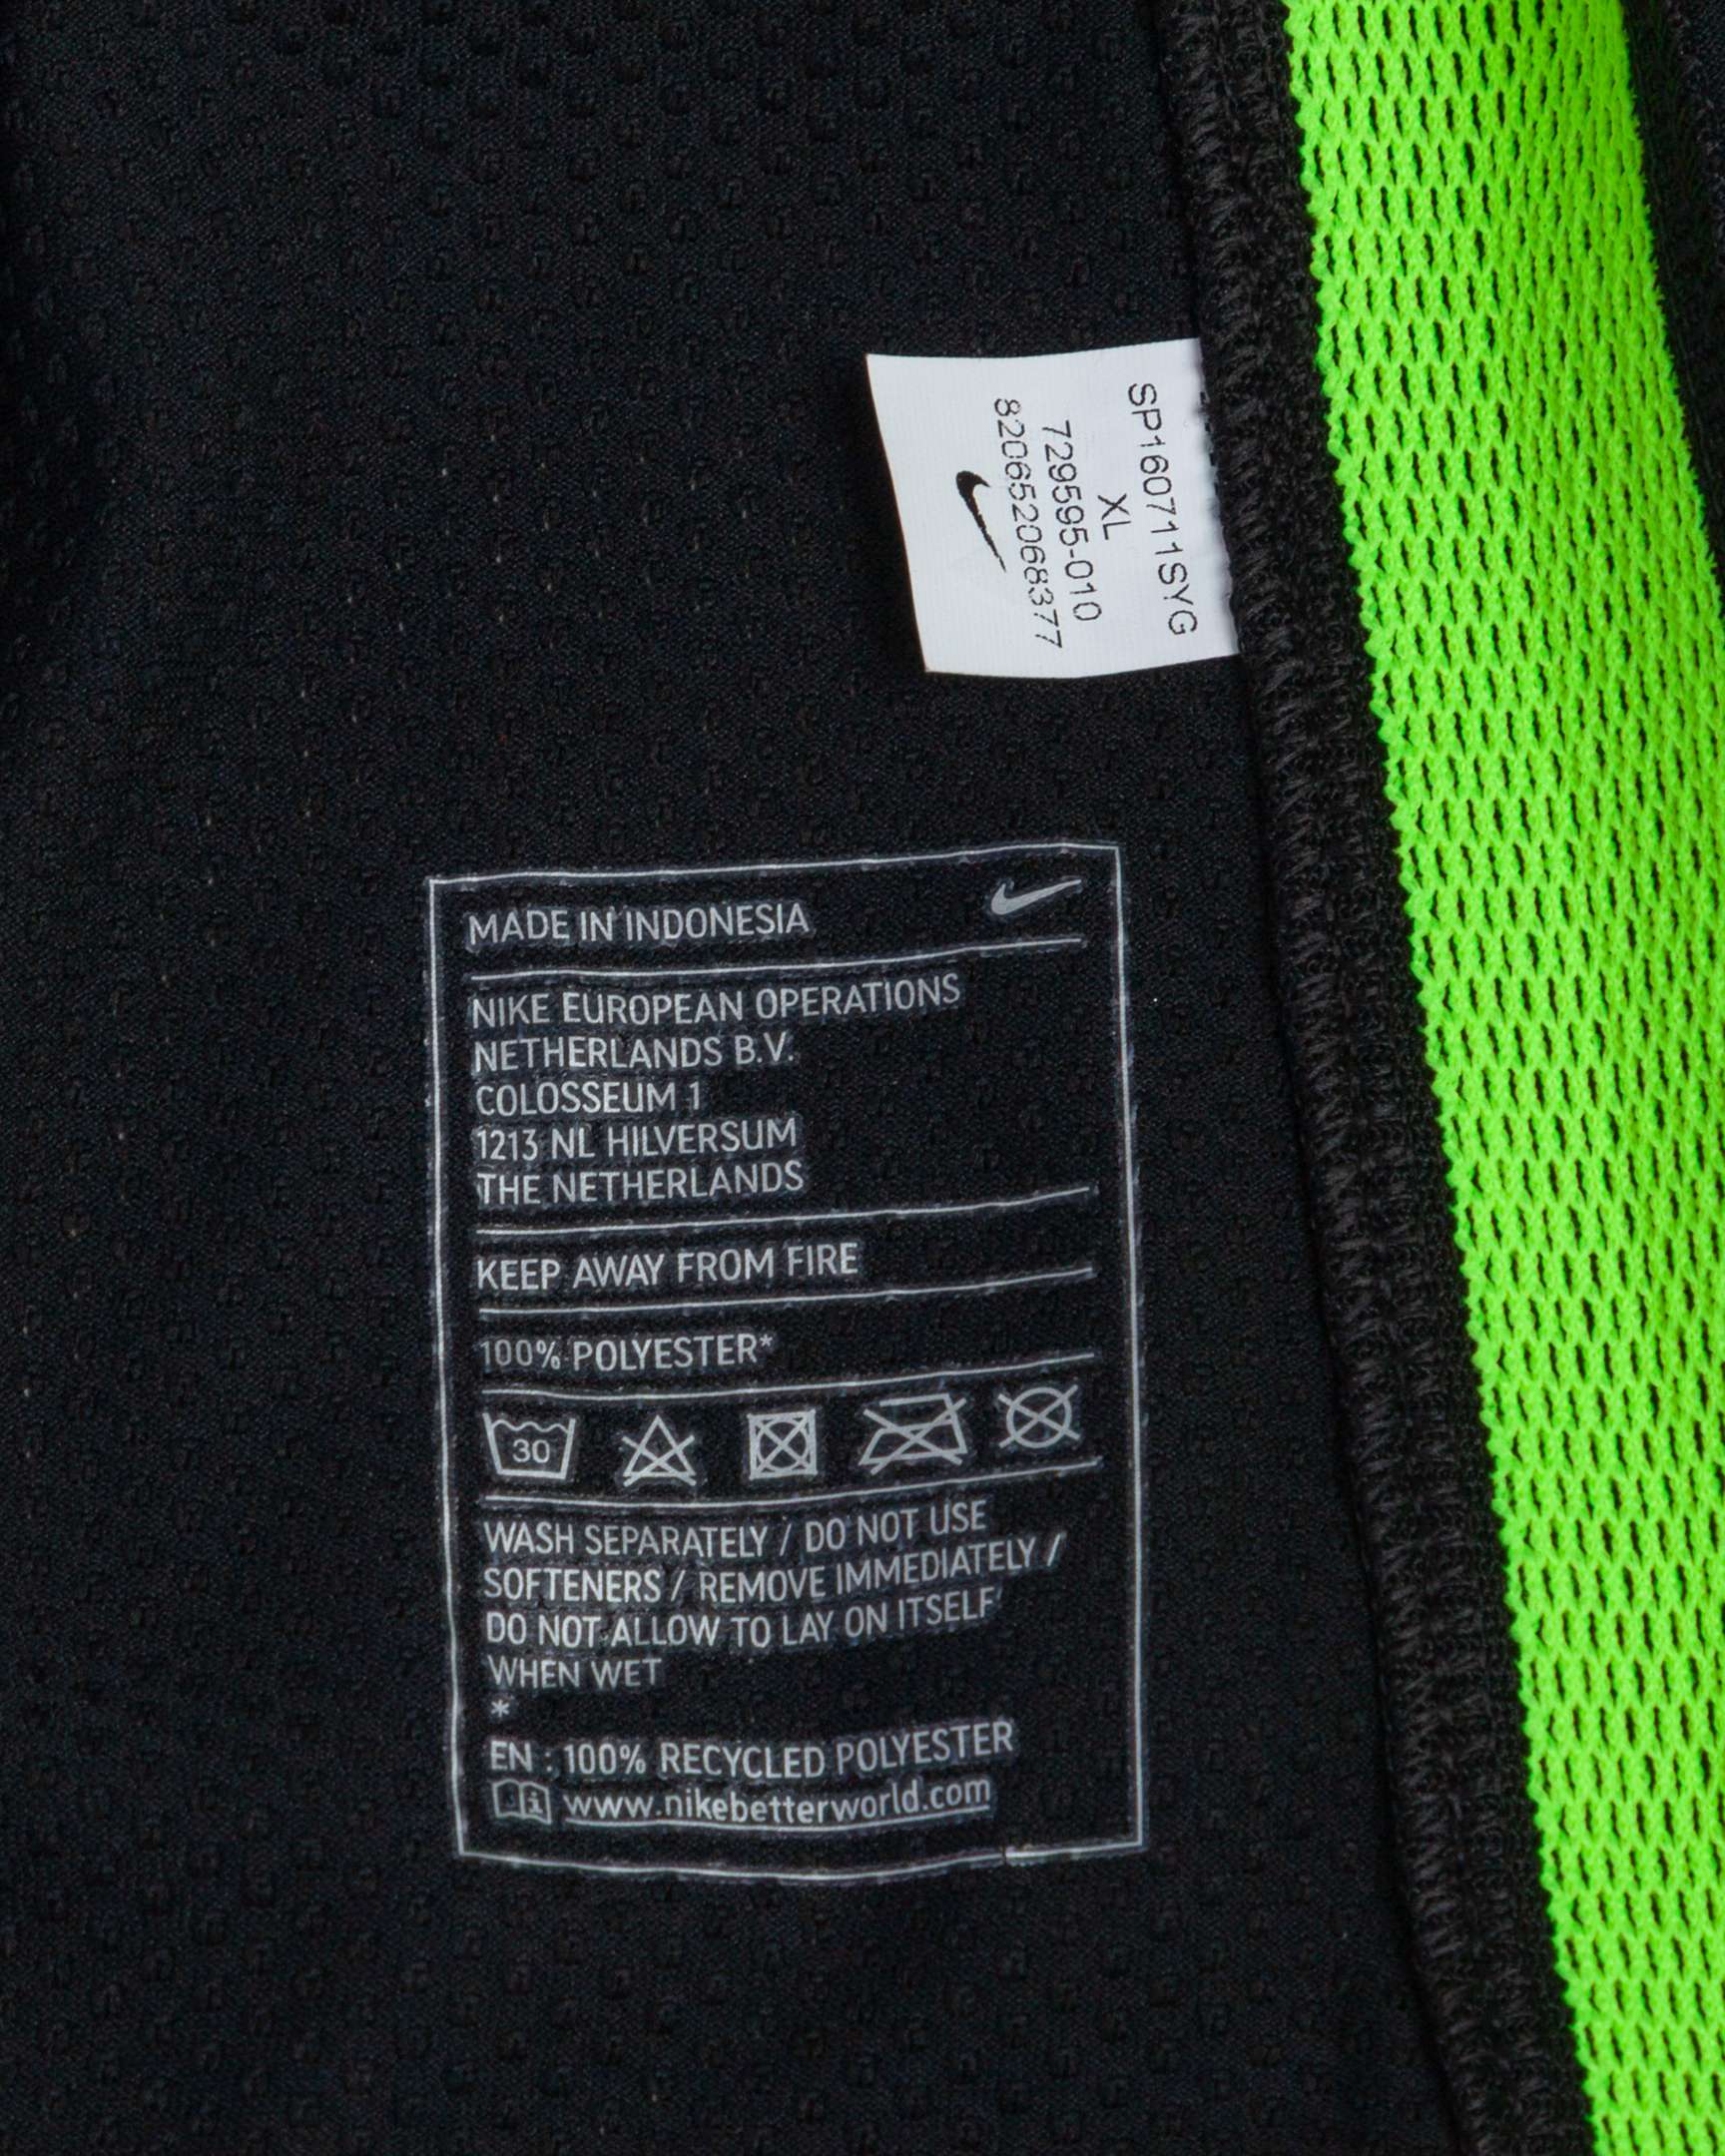 SP160711SYG
XL
729595-010
820652068377
MADE IN INDONESIA
NIKE EUROPEAN OPERATIONS
NETHERLANDS B.V.
COLOSSEUM 1
1213 NL HILVERSUM
THE NETHERLANDS
KEEP AWAY FROM FIRE
100% POLYESTER*
30
WASH SEPARATELY / DO NOT USE
SOFTENERS / REMOVE IMMEDIATELY /
DO NOT ALLOW TO LAY ON ITSELF
WHEN WET
*
EN : 100% RECYCLED POLYESTER
i www.nikebetterworld.com